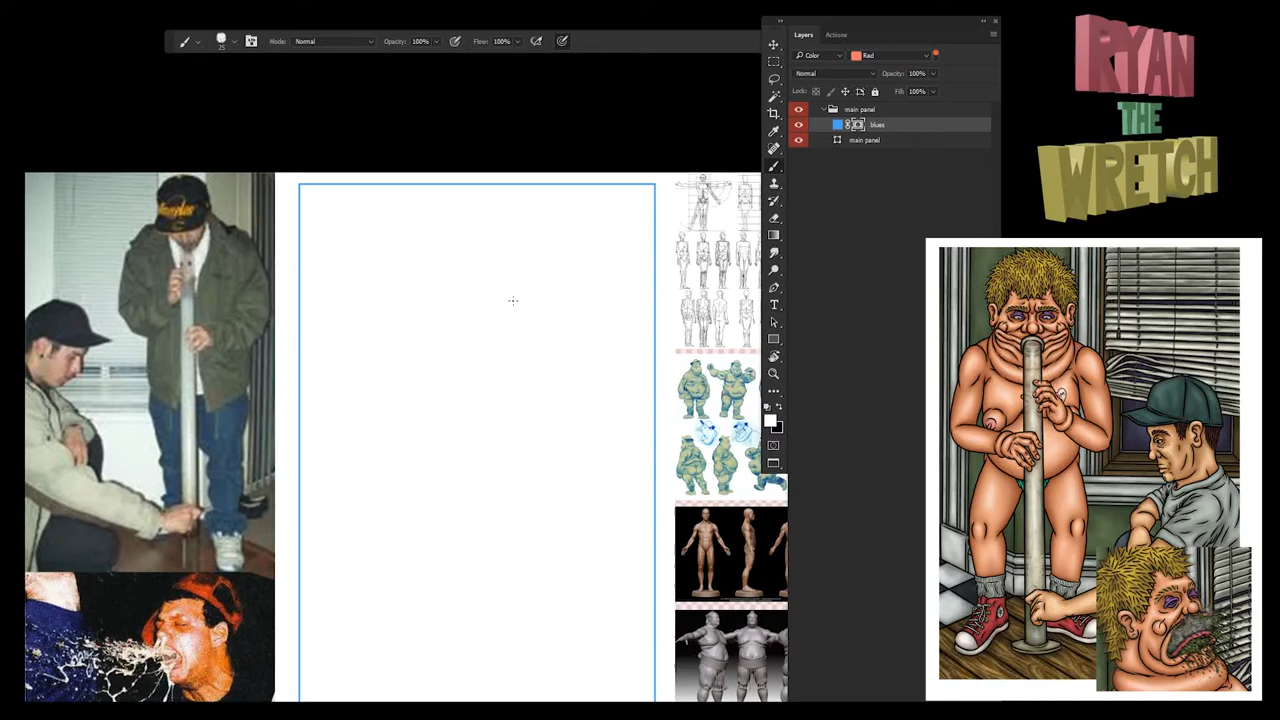 25
Mode: Normal
Opacity: 100%
Flow: 100%
Layers
Actions
Color
Red
Normal
Opacity: 100%
Lock:
Fill: 100%
main panel
blues
main panel
RYAN
THE
WRETCH